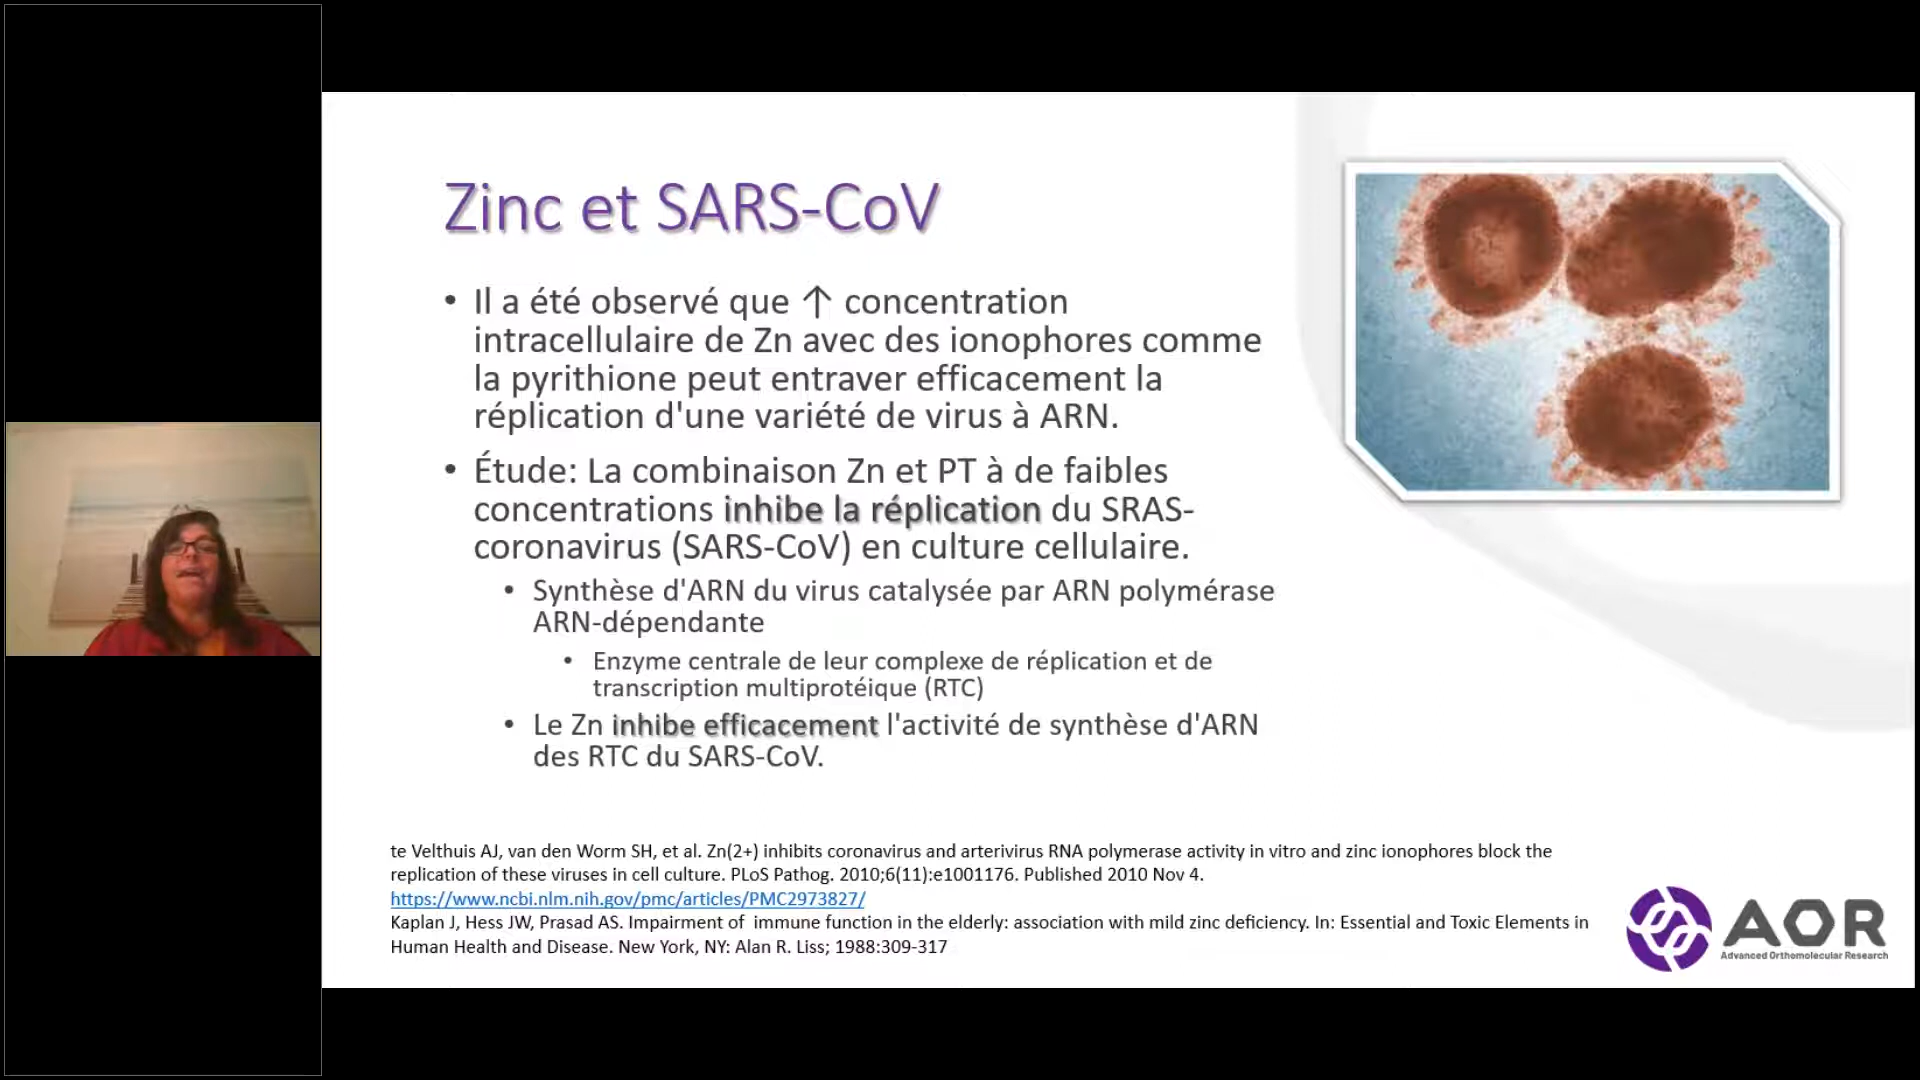 Zinc et SARS-CoV
• Il a été observé que ↑ concentration
intracellulaire de Zn avec des ionophores comme
la pyrithione peut entraver efficacement la
réplication d'une variété de virus à ARN.
• Étude: La combinaison Zn et PT à de faibles
concentrations inhibe la réplication du SRAS-
coronavirus (SARS-CoV) en culture cellulaire.
• Synthèse d'ARN du virus catalysée par ARN polymérase
ARN-dépendante
• Enzyme centrale de leur complexe de réplication et de
transcription multiprotéique (RTC)
• Le Zn inhibe efficacement l'activité de synthèse d'ARN
des RTC du SARS-CoV.
te Velthuis AJ, van den Worm SH, et al. Zn(2+) inhibits coronavirus and arterivirus RNA polymerase activity in vitro and zinc ionophores block the
replication of these viruses in cell culture. PLoS Pathog. 2010;6(11):e1001176. Published 2010 Nov 4.
https://www.ncbi.nlm.nih.gov/pmc/articles/PMC2973827/
Kaplan J, Hess JW, Prasad AS. Impairment of immune function in the elderly: association with mild zinc deficiency. In: Essential and Toxic Elements in
Human Health and Disease. New York, NY: Alan R. Liss; 1988:309-317
AOR
Advanced Orthomolecular Research